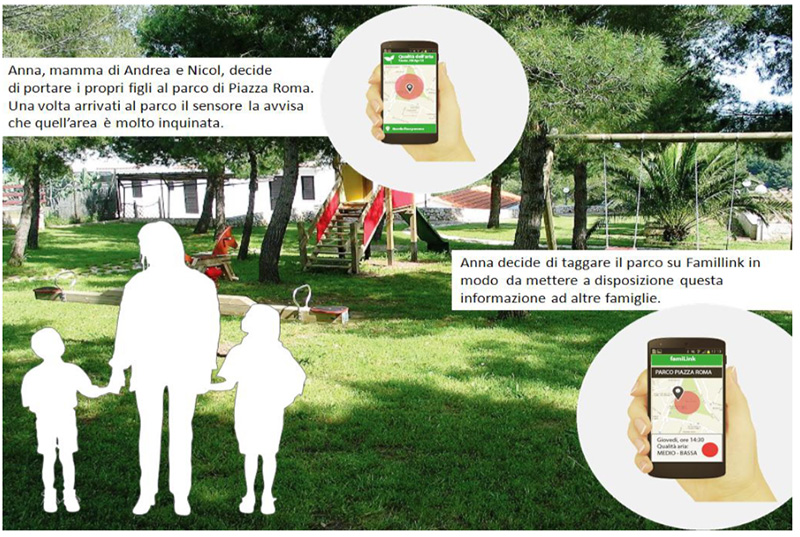 Anna, mamma di Andrea e Nicol, decide
di portare i propri figli al parco di Piazza Roma.
Una volta arrivati al parco il sensore la avvisa
che quell’area è molto inquinata.
Qualità dell'aria
Anna decide di taggare il parco su Famillink in
modo da mettere a disposizione questa
informazione ad altre famiglie.
famiLink
PARCO PIAZZA ROMA
Giovedì, ore 14:30
Qualità aria:
MEDIO - BASSA